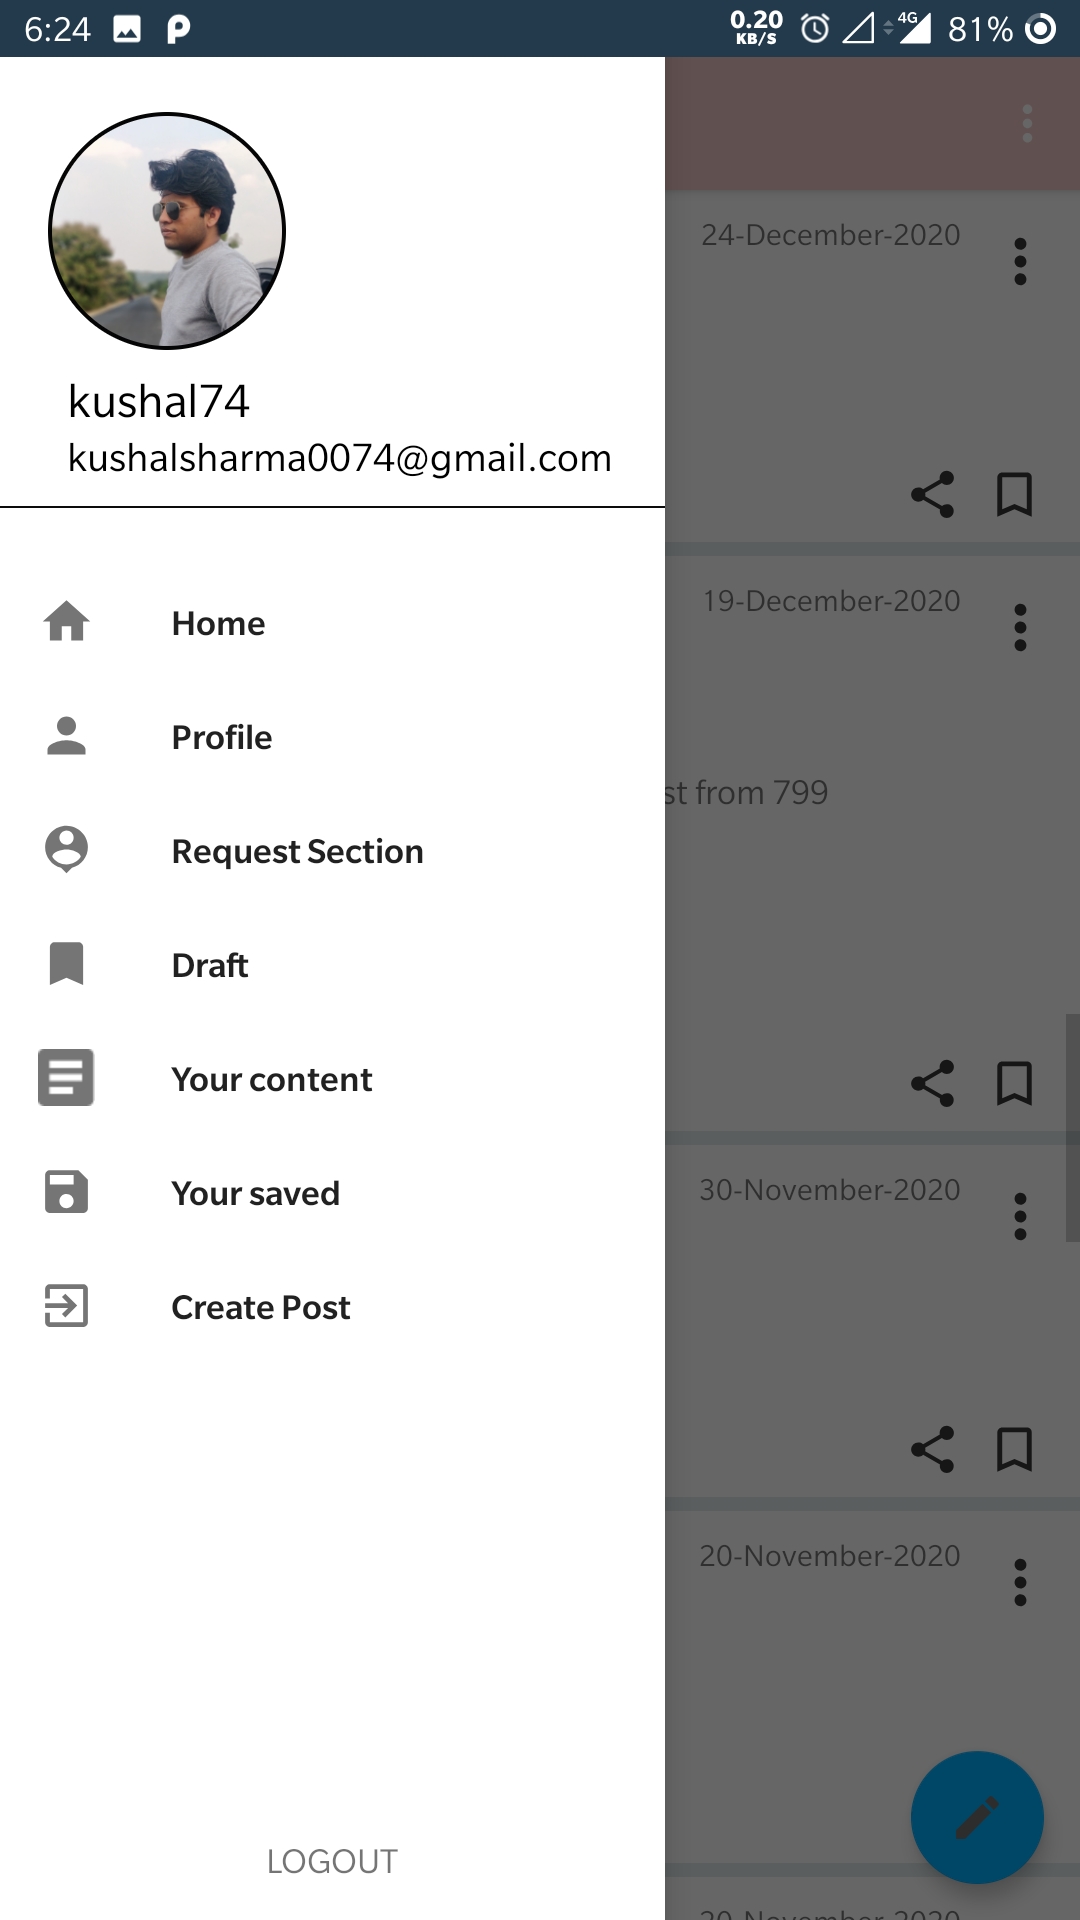 6:24
0.20
KB/S
4G
81%
kushal74
kushalsharma0074@gmail.com
Home
Profile
Request Section
Draft
Your content
Your saved
Create Post
LOGOUT
24-December-2020
19-December-2020
st from 799
30-November-2020
20-November-2020